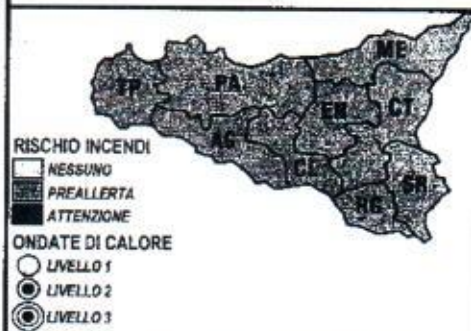 ME
TP
PA
EN
CT
AG
CL
SR
RG
RISCHIO INCENDI
NESSUNO
PREALLERTA
ATTENZIONE
ONDATE DI CALORE
LIVELLO 1
LIVELLO 2
LIVELLO 3